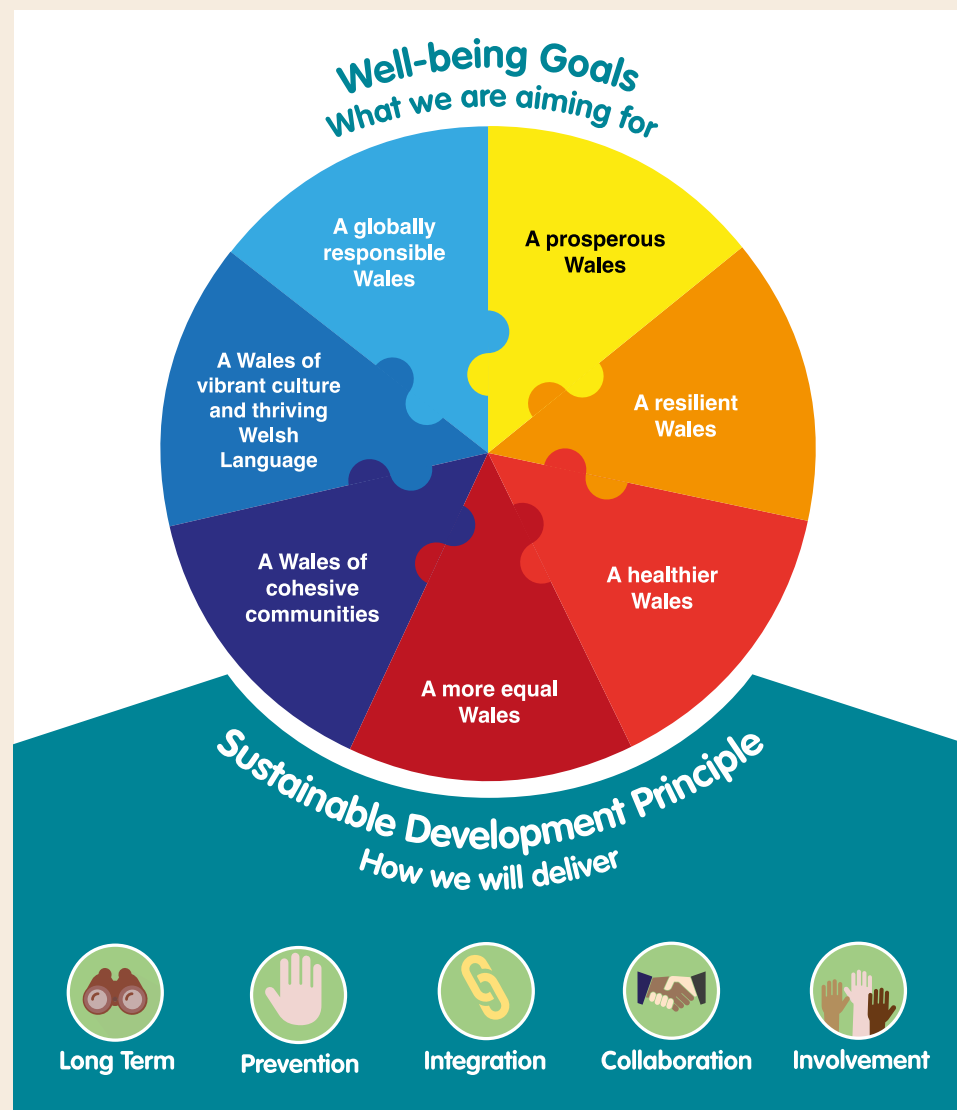 Well-being Goals
What we are aiming for
A globally
responsible
Wales
A prosperous
Wales
A Wales of
vibrant culture
and thriving
Welsh
Language
A resilient
Wales
A Wales of
cohesive
communities
A healthier
Wales
A more equal
Wales
Sustainable Development Principle
How we will deliver
Long Term
Prevention
Integration
Collaboration
Involvement